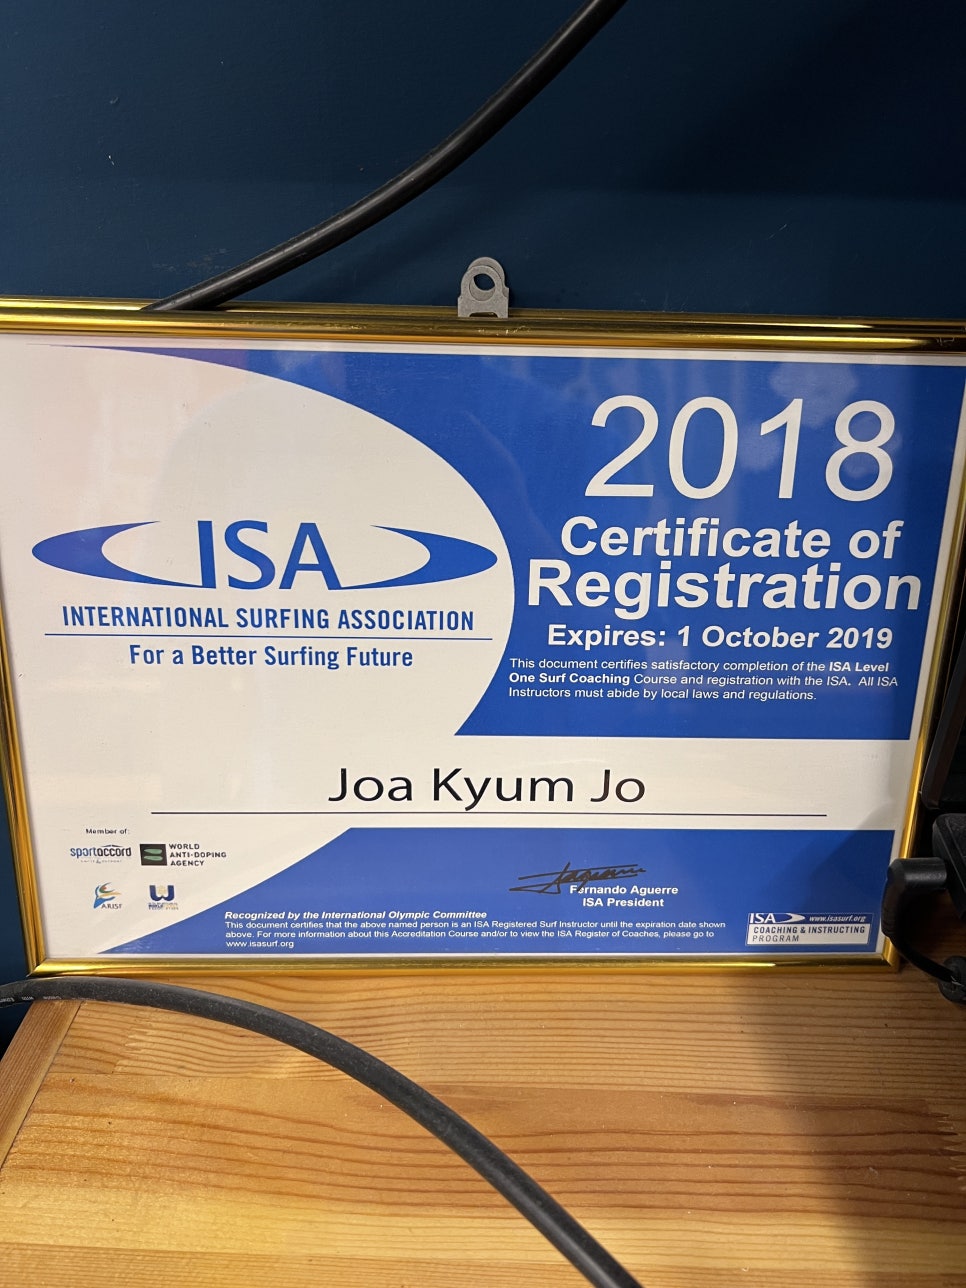 2018
Certificate of
Registration
Expires: 1 October 2019
This document certifies satisfactory completion of the ISA Level
One Surf Coaching Course and registration with the ISA. All ISA
Instructors must abide by local laws and regulations.
ISA
INTERNATIONAL SURFING ASSOCIATION
For a Better Surfing Future
Joa Kyum Jo
Member of:
sportaccord
WORLD
ANTI-DOPING
AGENCY
ARISF
Fernando Aguerre
ISA President
Recognized by the International Olympic Committee
This document certifies that the above named person is an ISA Registered Surf Instructor until the expiration date shown
above. For more information about this Accreditation Course and/or to view the ISA Register of Coaches, please go to
www.isasurf.org
ISA www.isasurf.org
COACHING & INSTRUCTING
PROGRAM